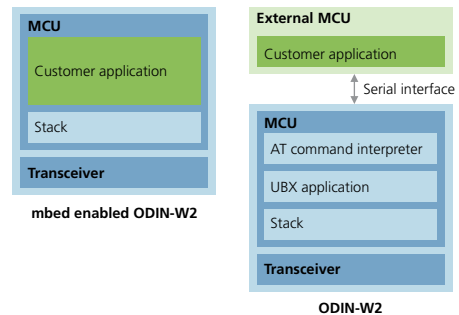 MCU
Customer application
Stack
Transceiver
mbed enabled ODIN-W2
External MCU
Customer application
Serial interface
MCU
AT command interpreter
UBX application
Stack
Transceiver
ODIN-W2